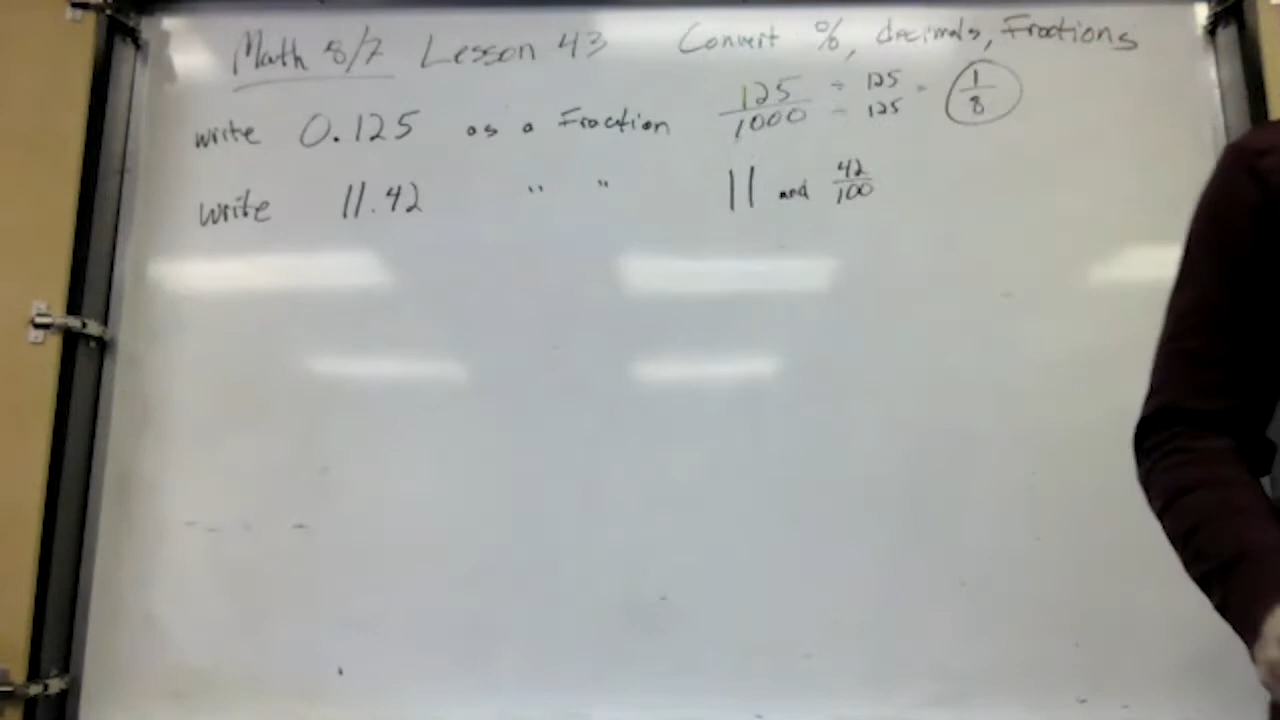 Math 8/7 Lesson 43 Convert %, decimals, Fractions
write 0.125 as a Fraction 125/1000 ÷ 125/÷ 125 = 1/8
write 11.42 " " 11 and 42/100